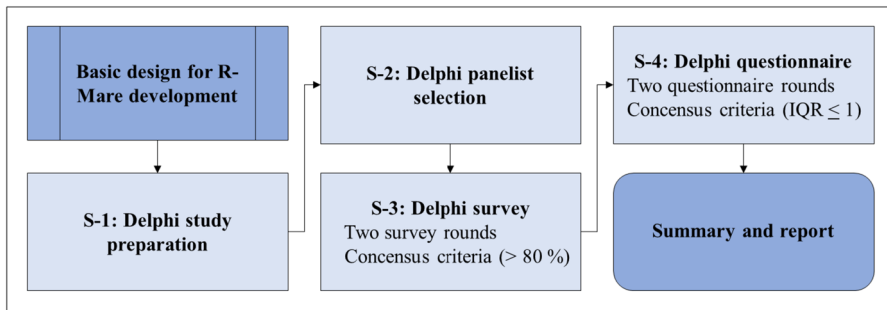 Basic design for R-
Mare development
S-1: Delphi study
preparation
S-2: Delphi panelist
selection
S-3: Delphi survey
Two survey rounds
Concensus criteria (> 80 %)
S-4: Delphi questionnaire
Two questionnaire rounds
Concensus criteria (IQR ≤ 1)
Summary and report